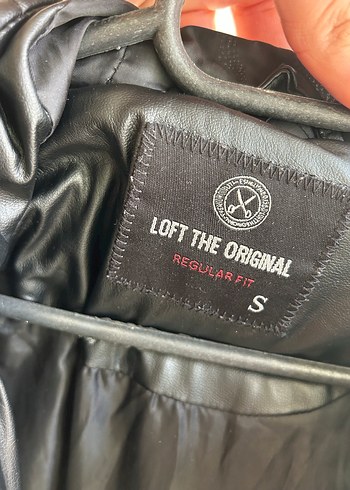 LOFT THE ORIGINAL
REGULAR FIT
S